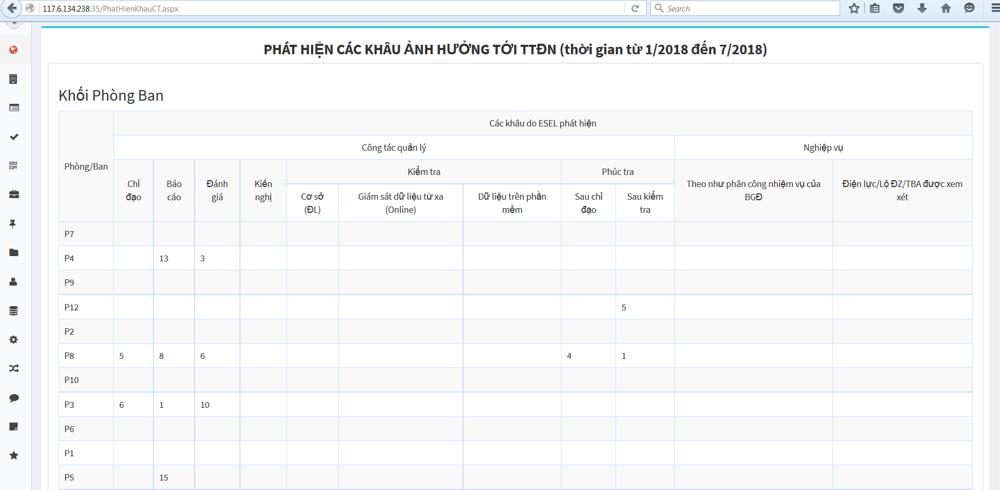 117.6.134.238:35/PhatHienKhauCT.aspx
Search
PHÁT HIỆN CÁC KHÂU ẢNH HƯỞNG TỚI TTĐN (thời gian từ 1/2018 đến 7/2018)
Khối Phòng Ban
Phòng/Ban
Các khâu do ESEL phát hiện
Công tác quản lý
Nghiệp vụ
Chỉ
đạo
Báo
cáo
Đánh
giá
Kiến
nghị
Kiểm tra
Phúc tra
Theo như phân công nhiệm vụ của
BGĐ
Điện lực/Lộ ĐZ/TBA được xem
xét
Cơ sở
(ĐL)
Giám sát dữ liệu từ xa
(Online)
Dữ liệu trên phần
mềm
Sau chỉ
đạo
Sau kiểm
tra
P7
P4 13 3
P9
P12 5
P2
P8 5 8 6 4 1
P10
P3 6 1 10
P6
P1
P5 15